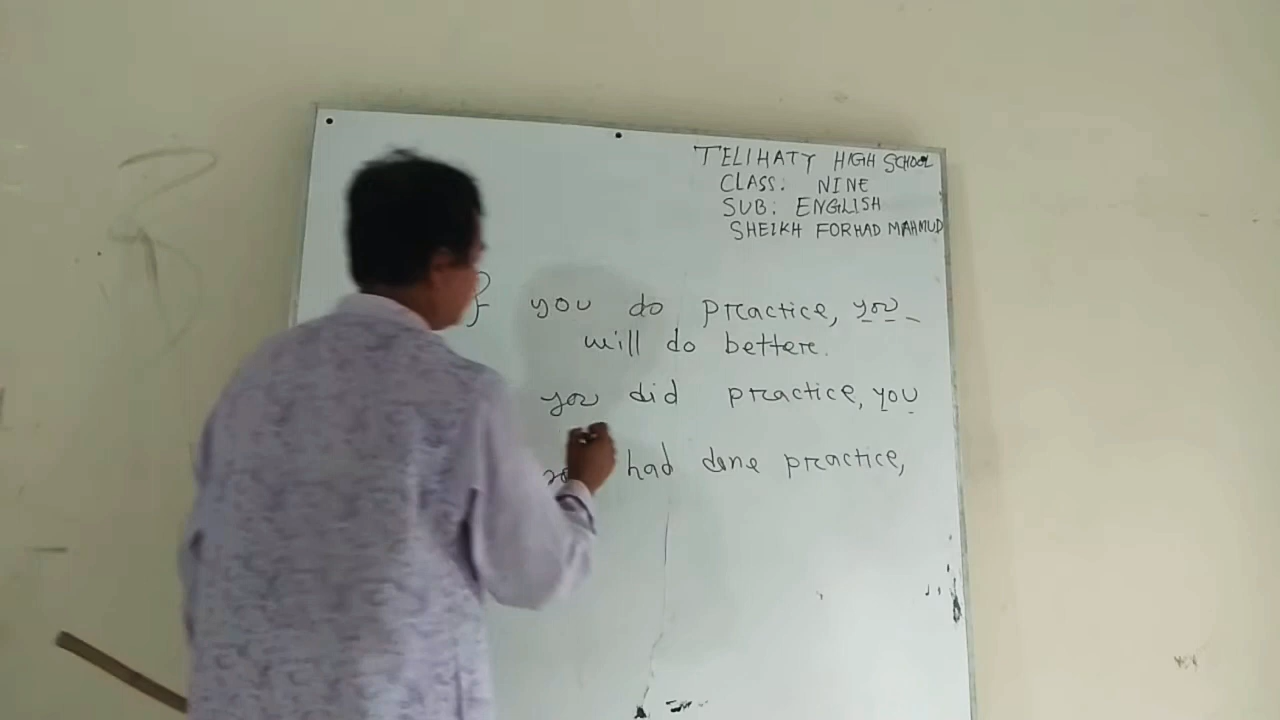 TELIHATY HIGH SCHOOL
CLASS: NINE
SUB: ENGLISH
SHEIKH FORHAD MAHMUD
you do practice, you
will do better.
you did practice, you
had done practice,